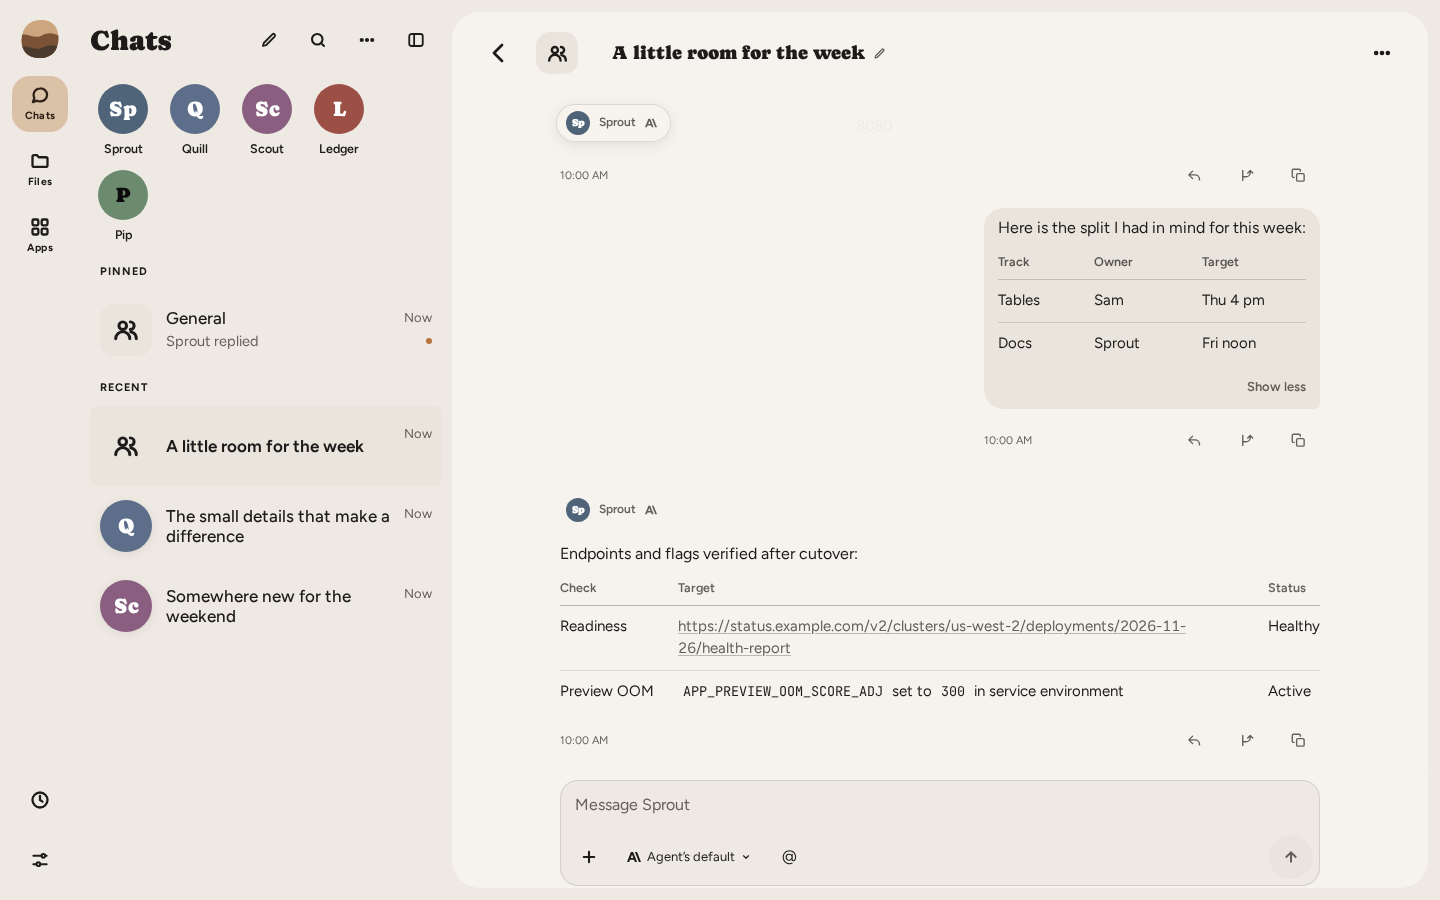 Chats
Chats
Files
Apps
Sp
Sprout
Q
Quill
Sc
Scout
L
Ledger
P
Pip
PINNED
General
Now
Sprout replied
RECENT
A little room for the week
Now
Q
The small details that make a
difference
Now
Sc
Somewhere new for the
weekend
Now
A little room for the week
Sp Sprout
8080
10:00 AM
Here is the split I had in mind for this week:
Track Owner Target
Tables Sam Thu 4 pm
Docs Sprout Fri noon
Show less
10:00 AM
Sp Sprout
Endpoints and flags verified after cutover:
Check Target Status
Readiness https://status.example.com/v2/clusters/us-west-2/deployments/2026-11- Healthy
26/health-report
Preview OOM APP_PREVIEW_OOM_SCORE_ADJ set to 300 in service environment Active
10:00 AM
Message Sprout
Agent’s default
@